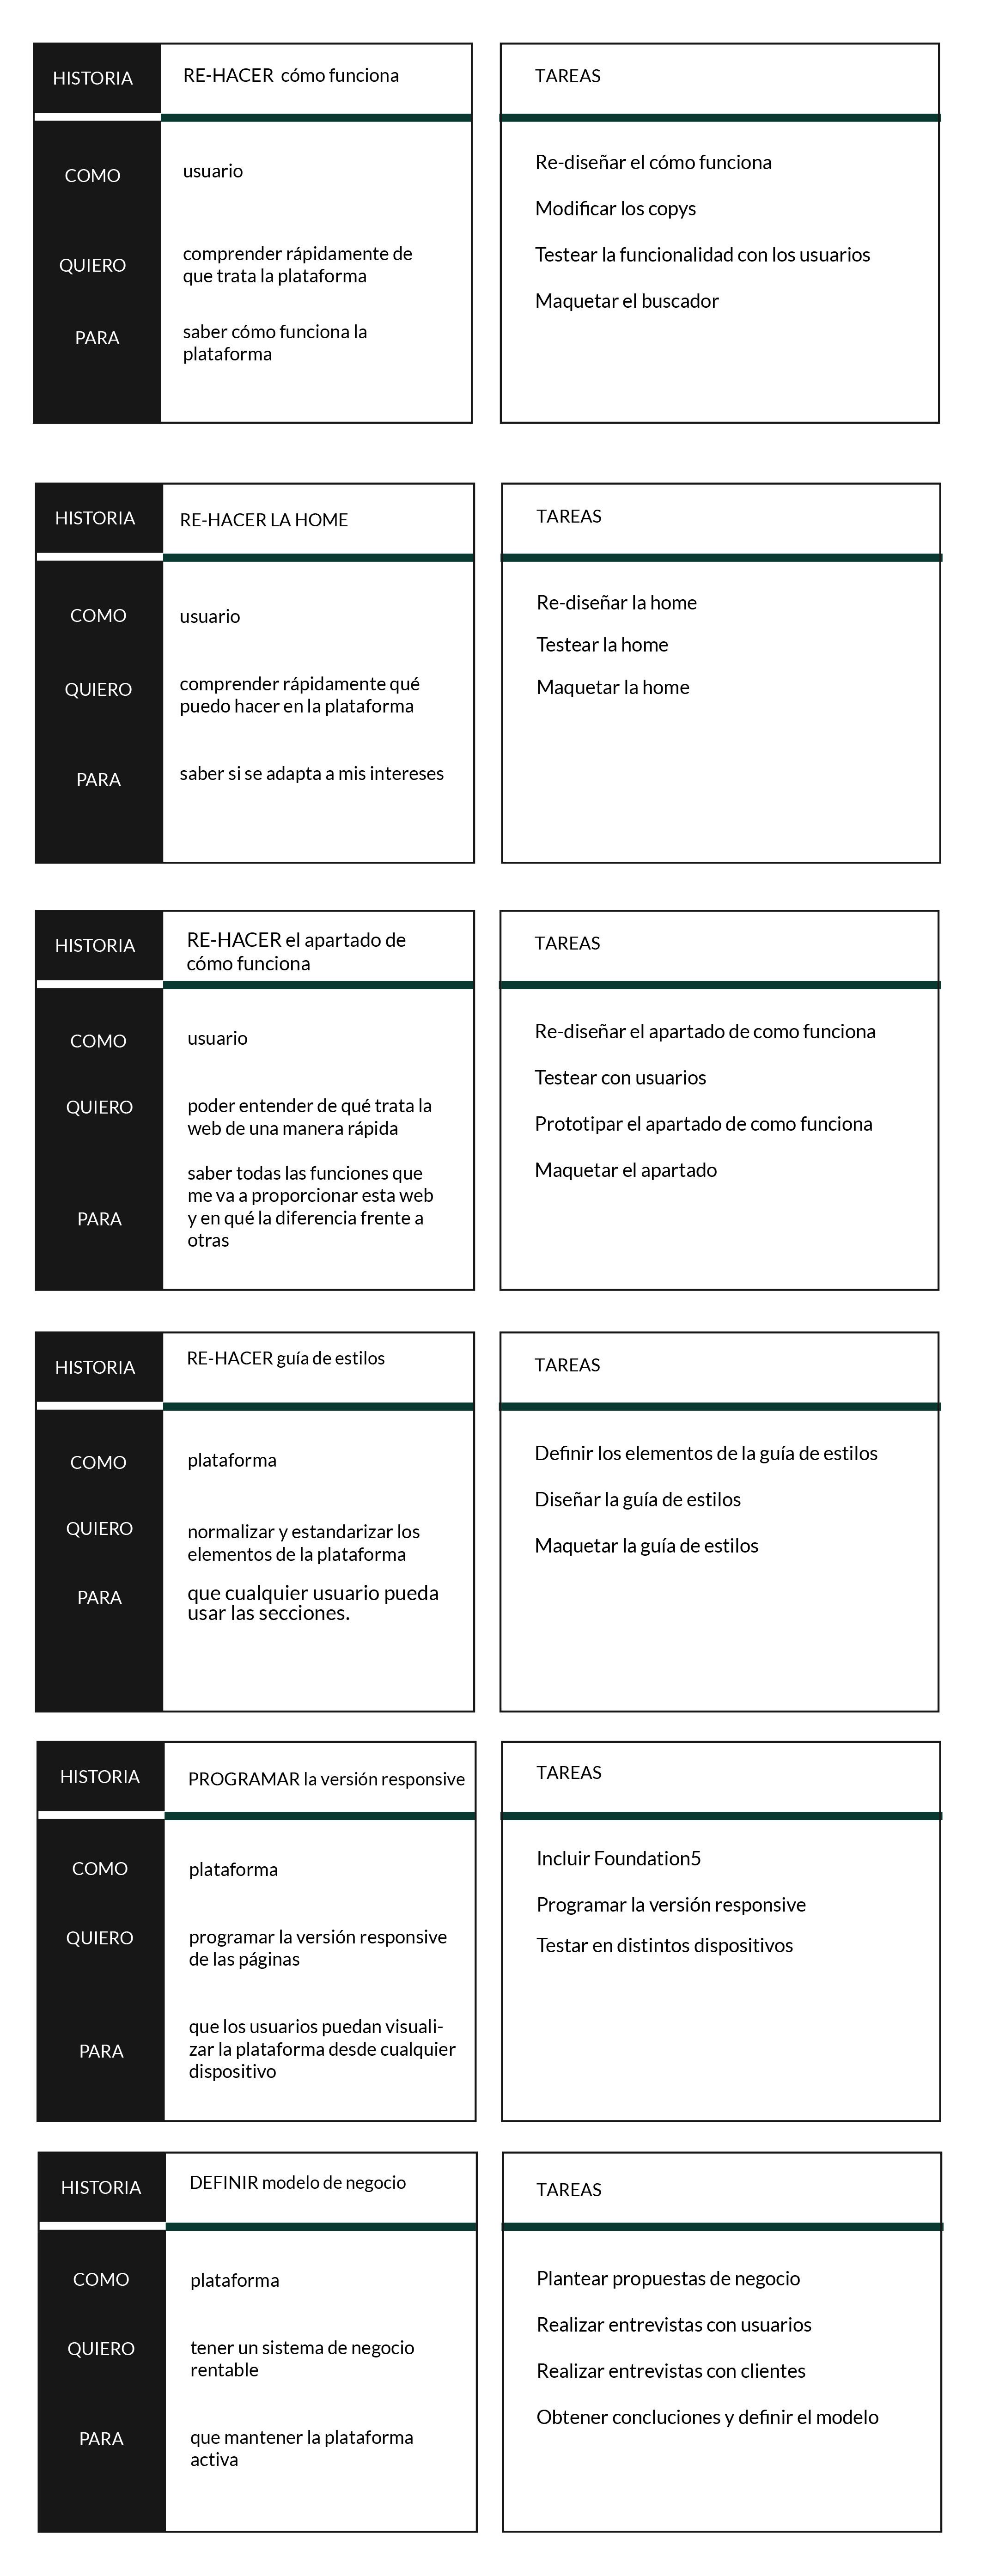 HISTORIA
RE-HACER cómo funciona
COMO
usuario
QUIERO
comprender rápidamente de
que trata la plataforma
PARA
saber cómo funciona la
plataforma
TAREAS
Re-diseñar el cómo funciona
Modificar los copys
Testear la funcionalidad con los usuarios
Maquetar el buscador
HISTORIA
RE-HACER LA HOME
COMO
usuario
QUIERO
comprender rápidamente qué
puedo hacer en la plataforma
PARA
saber si se adapta a mis intereses
TAREAS
Re-diseñar la home
Testear la home
Maquetar la home
HISTORIA
RE-HACER el apartado de
cómo funciona
COMO
usuario
QUIERO
poder entender de qué trata la
web de una manera rápida
PARA
saber todas las funciones que
me va a proporcionar esta web
y en qué la diferencia frente a
otras
TAREAS
Re-diseñar el apartado de como funciona
Testear con usuarios
Prototipar el apartado de como funciona
Maquetar el apartado
HISTORIA
RE-HACER guía de estilos
COMO
plataforma
QUIERO
normalizar y estandarizar los
elementos de la plataforma
PARA
que cualquier usuario pueda
usar las secciones.
TAREAS
Definir los elementos de la guía de estilos
Diseñar la guía de estilos
Maquetar la guía de estilos
HISTORIA
PROGRAMAR la versión responsive
COMO
plataforma
QUIERO
programar la versión responsive
de las páginas
PARA
que los usuarios puedan visuali-
zar la plataforma desde cualquier
dispositivo
TAREAS
Incluir Foundation5
Programar la versión responsive
Testar en distintos dispositivos
HISTORIA
DEFINIR modelo de negocio
COMO
plataforma
QUIERO
tener un sistema de negocio
rentable
PARA
que mantener la plataforma
activa
TAREAS
Plantear propuestas de negocio
Realizar entrevistas con usuarios
Realizar entrevistas con clientes
Obtener concluciones y definir el modelo